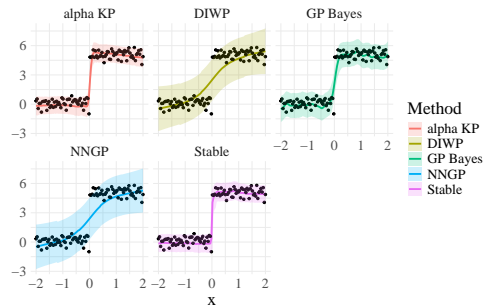 alpha KP DIWP GP Bayes
6
3
0
−3
−2 −1 0 1 2
Method
alpha KP
DIWP
GP Bayes
NNGP
Stable
NNGP Stable
6
3
0
−3
−2 −1 0 1 2 −2 −1 0 1 2
x